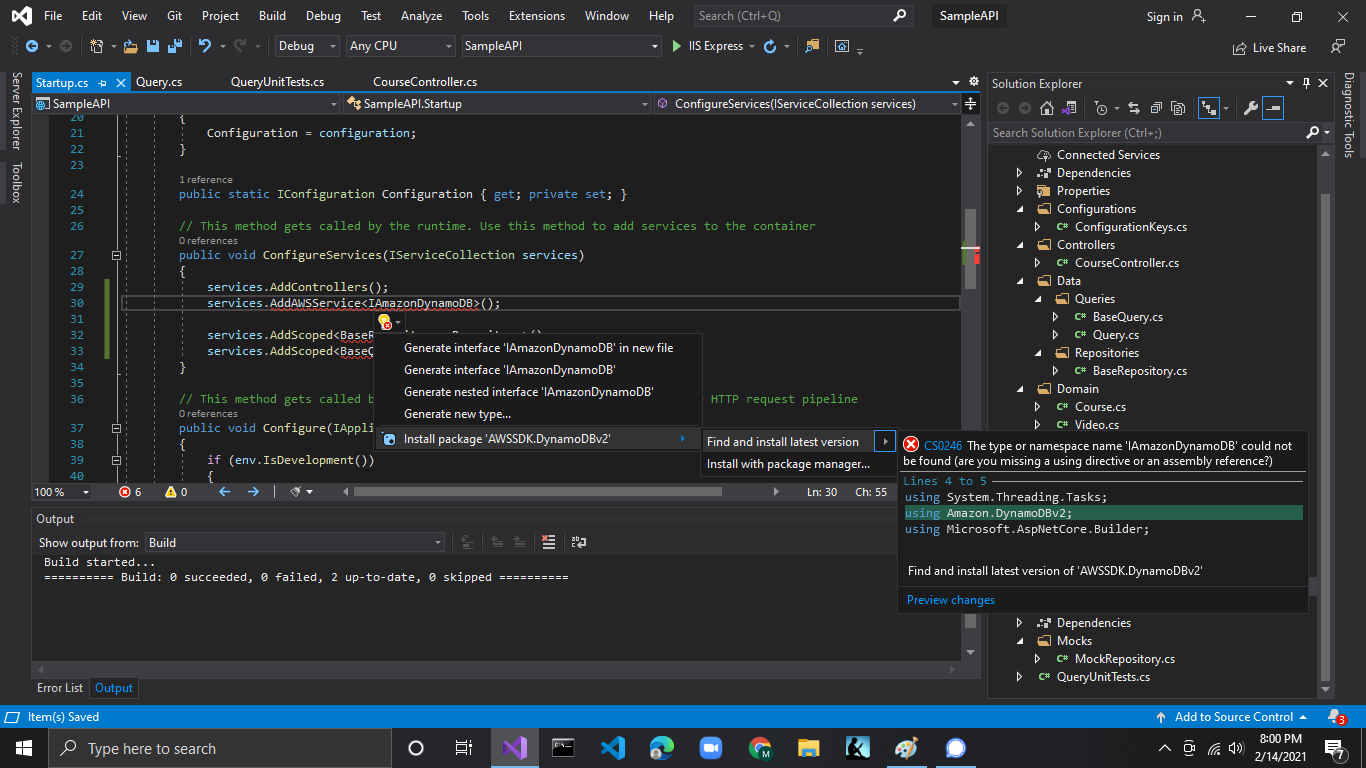 File Edit View Git Project Build Debug Test Analyze Tools Extensions Window Help Search (Ctrl+Q) SampleAPI Sign in
Debug Any CPU SampleAPI IIS Express Live Share
Server Explorer
Toolbox
Startup.cs Query.cs QueryUnitTests.cs CourseController.cs
SampleAPI SampleAPI.Startup ConfigureServices(IServiceCollection services)
20 {
21 Configuration = configuration;
22 }
23
1 reference
24 public static IConfiguration Configuration { get; private set; }
25
26 // This method gets called by the runtime. Use this method to add services to the container
0 references
27 public void ConfigureServices(IServiceCollection services)
28 {
29 services.AddControllers();
30 services.AddAWSService<IAmazonDynamoDB>();
31
32 services.AddScoped<BaseR
33 services.AddScoped<BaseQ
34 }
35
36 // This method gets called b HTTP request pipeline
0 references
37 public void Configure(IAppli
38 {
39 if (env.IsDevelopment())
40 {
Generate interface 'IAmazonDynamoDB' in new file
Generate interface 'IAmazonDynamoDB'
Generate nested interface 'IAmazonDynamoDB'
Generate new type...
Install package 'AWSSDK.DynamoDBv2'
Find and install latest version
Install with package manager...
CS0246 The type or namespace name 'IAmazonDynamoDB' could not
be found (are you missing a using directive or an assembly reference?)
Lines 4 to 5
using System.Threading.Tasks;
using Amazon.DynamoDBv2;
using Microsoft.AspNetCore.Builder;
Find and install latest version of 'AWSSDK.DynamoDBv2'
Preview changes
100 % 6 0 Ln: 30 Ch: 55
Output
Show output from: Build
Build started...
========== Build: 0 succeeded, 0 failed, 2 up-to-date, 0 skipped ==========
Error List Output
Solution Explorer
Search Solution Explorer (Ctrl+;)
Connected Services
Dependencies
Properties
Configurations
C# ConfigurationKeys.cs
Controllers
C# CourseController.cs
Data
Queries
C# BaseQuery.cs
C# Query.cs
Repositories
C# BaseRepository.cs
Domain
C# Course.cs
C# Video.cs
Dependencies
Mocks
C# MockRepository.cs
C# QueryUnitTests.cs
Diagnostic Tools
Item(s) Saved Add to Source Control 3
Type here to search
8:00 PM
2/14/2021
7